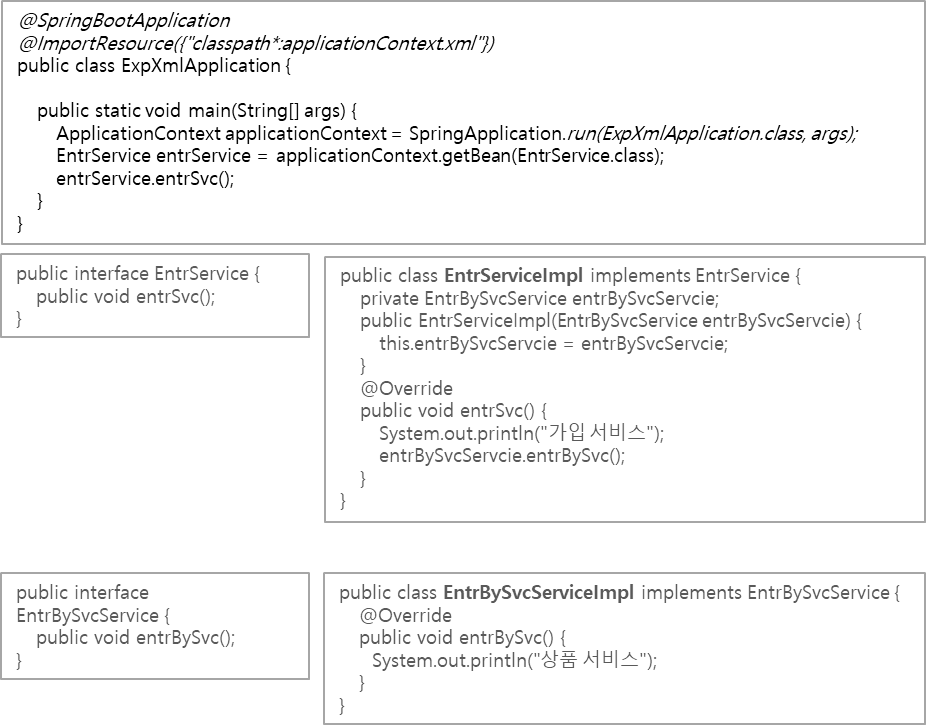 @SpringBootApplication
@ImportResource({"classpath*:applicationContext.xml"})
public class ExpXmlApplication {
public static void main(String[] args) {
ApplicationContext applicationContext = SpringApplication.run(ExpXmlApplication.class, args);
EntrService entrService = applicationContext.getBean(EntrService.class);
entrService.entrSvc();
}
}
public interface EntrService {
public void entrSvc();
}
public class EntrServiceImpl implements EntrService {
private EntrBySvcService entrBySvcServcie;
public EntrServiceImpl(EntrBySvcService entrBySvcServcie) {
this.entrBySvcServcie = entrBySvcServcie;
}
@Override
public void entrSvc() {
System.out.println("가입 서비스");
entrBySvcServcie.entrBySvc();
}
}
public interface
EntrBySvcService {
public void entrBySvc();
}
public class EntrBySvcServiceImpl implements EntrBySvcService {
@Override
public void entrBySvc() {
System.out.println("상품 서비스");
}
}